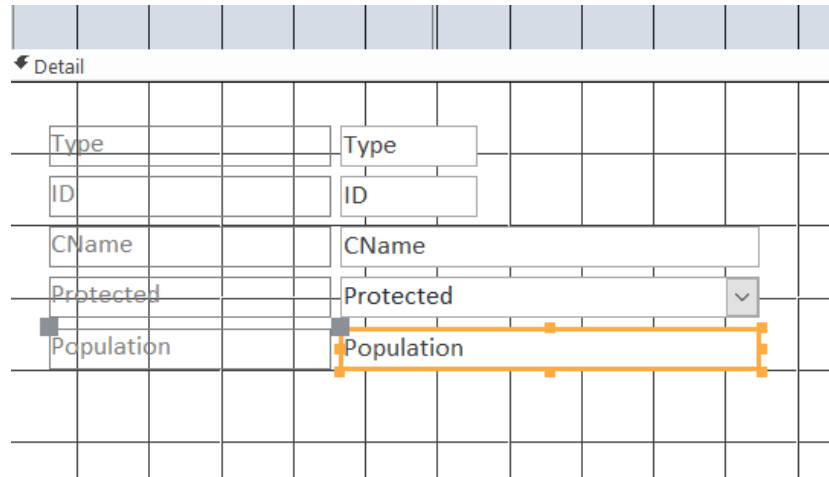 Detail
Type Type
ID ID
CName CName
Protected Protected
Population Population